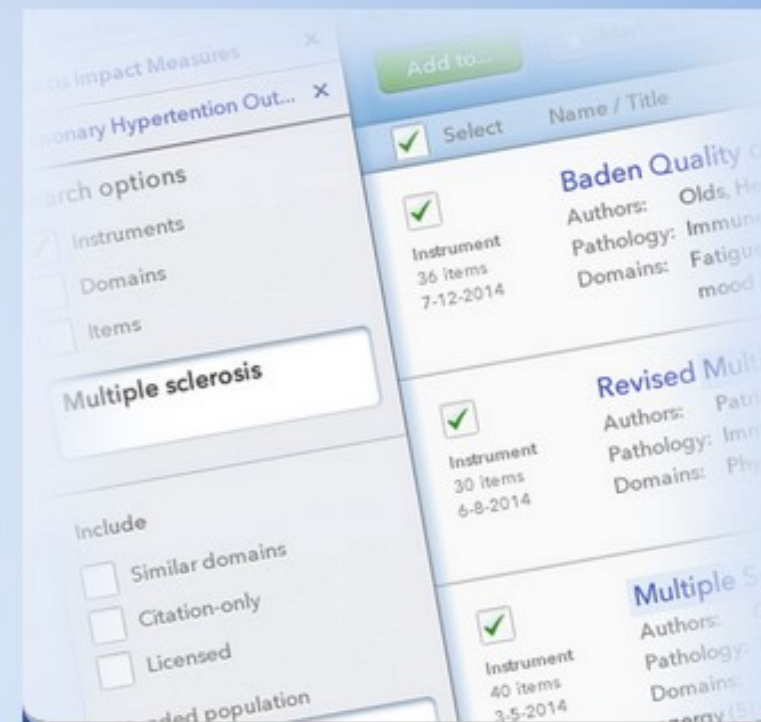 Impact Measures ×
Hypertention Out... ×
options
Instruments
Domains
Items
Multiple sclerosis
Include
Similar domains
Citation-only
Licensed
population
Add to...
Select Name / Title
Baden Quality
Authors: Olds,
Instrument
Pathology:
36 items
Domains: Fatigue
7-12-2014
mood
Revised
Authors:
Instrument
Pathology:
30 items
Domains:
6-8-2014
Multiple
Authors:
Instrument
Pathology:
40 items
Domains:
3-5-2014